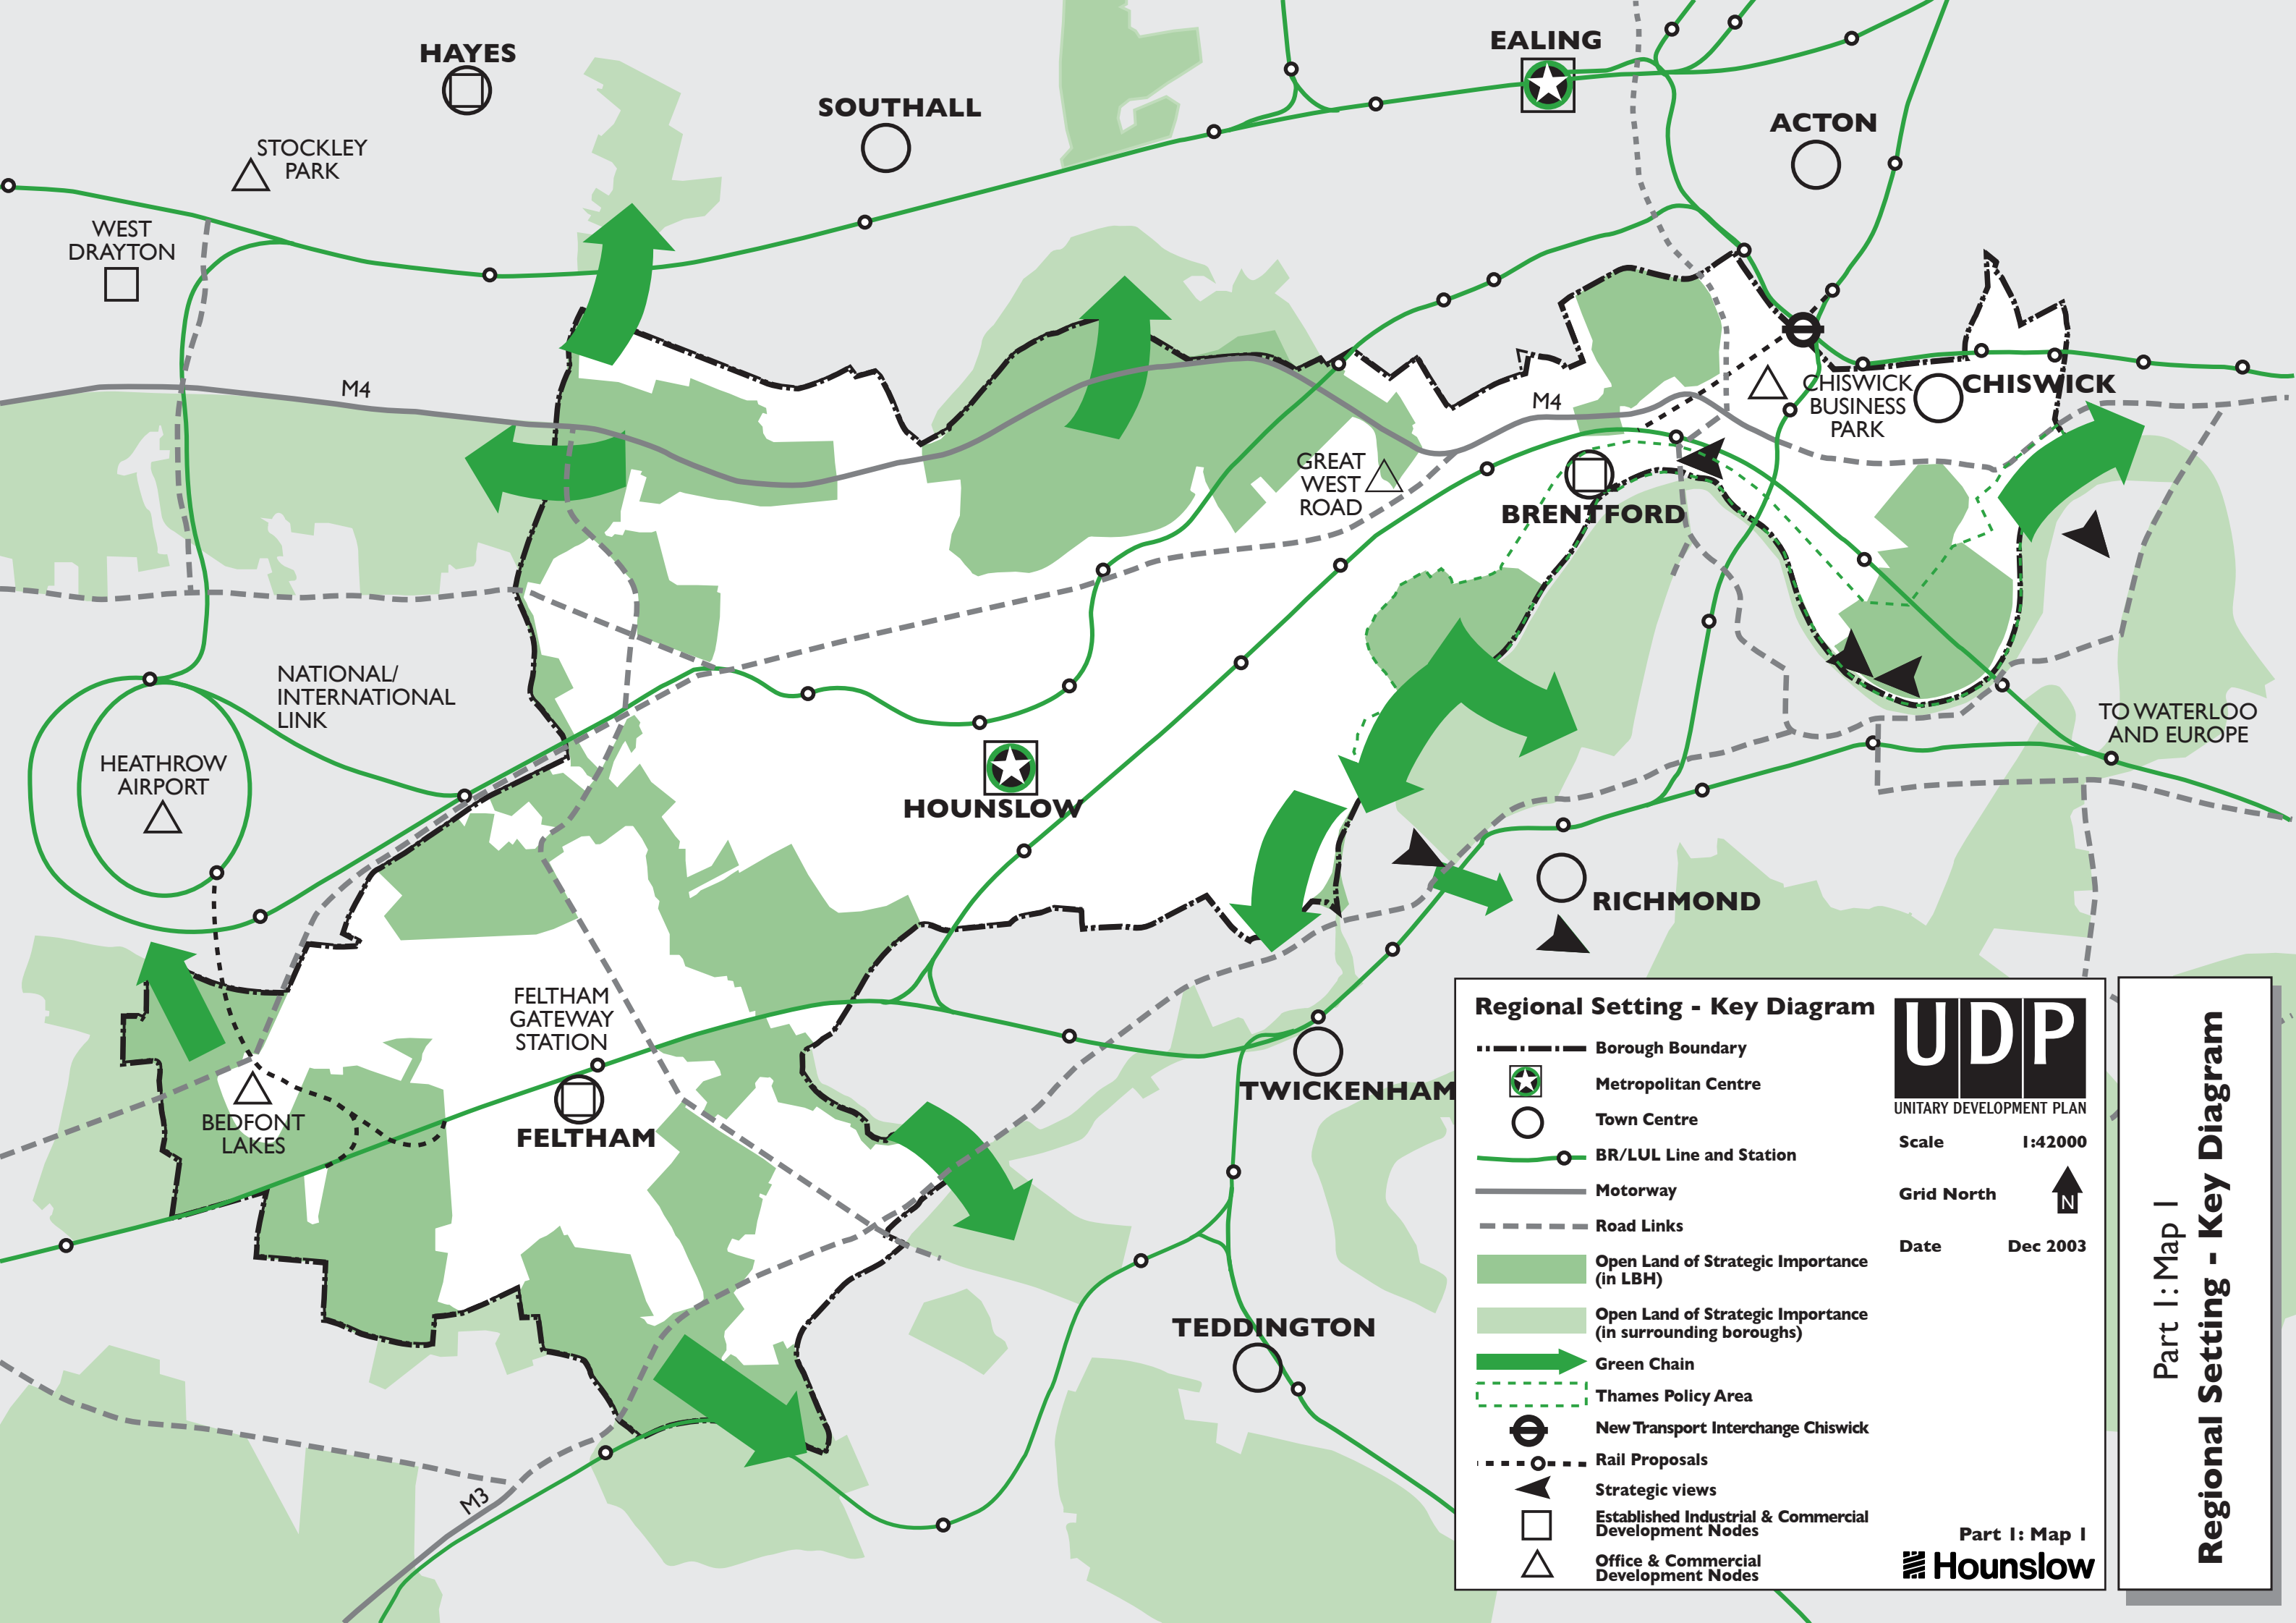 HAYES
EALING
SOUTHALL
ACTON
STOCKLEY
PARK
WEST
DRAYTON
M4
M4
CHISWICK
BUSINESS
PARK
CHISWICK
GREAT
WEST
ROAD
BRENTFORD
NATIONAL/
INTERNATIONAL
LINK
HEATHROW
AIRPORT
TO WATERLOO
AND EUROPE
HOUNSLOW
RICHMOND
FELTHAM
GATEWAY
STATION
BEDFONT
LAKES
FELTHAM
TWICKENHAM
TEDDINGTON
M3
Regional Setting - Key Diagram
Borough Boundary
Metropolitan Centre
Town Centre
BR/LUL Line and Station
Motorway
Road Links
Open Land of Strategic Importance
(in LBH)
Open Land of Strategic Importance
(in surrounding boroughs)
Green Chain
Thames Policy Area
New Transport Interchange Chiswick
Rail Proposals
Strategic views
Established Industrial & Commercial
Development Nodes
Office & Commercial
Development Nodes
UDP
UNITARY DEVELOPMENT PLAN
Scale 1:42000
Grid North N
Date Dec 2003
Part 1: Map 1
Hounslow
Part 1: Map 1
Regional Setting - Key Diagram